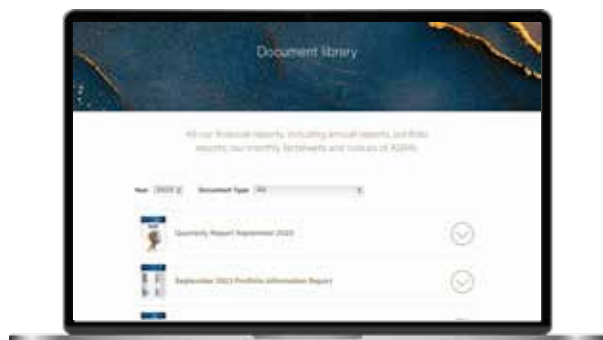 Document library
All our financial reports, including annual reports, portfolio
reports, our monthly factsheets and notices of AGMs.
Year Document Type All
Quarterly Report September 2023
September 2023 Portfolio Information Report